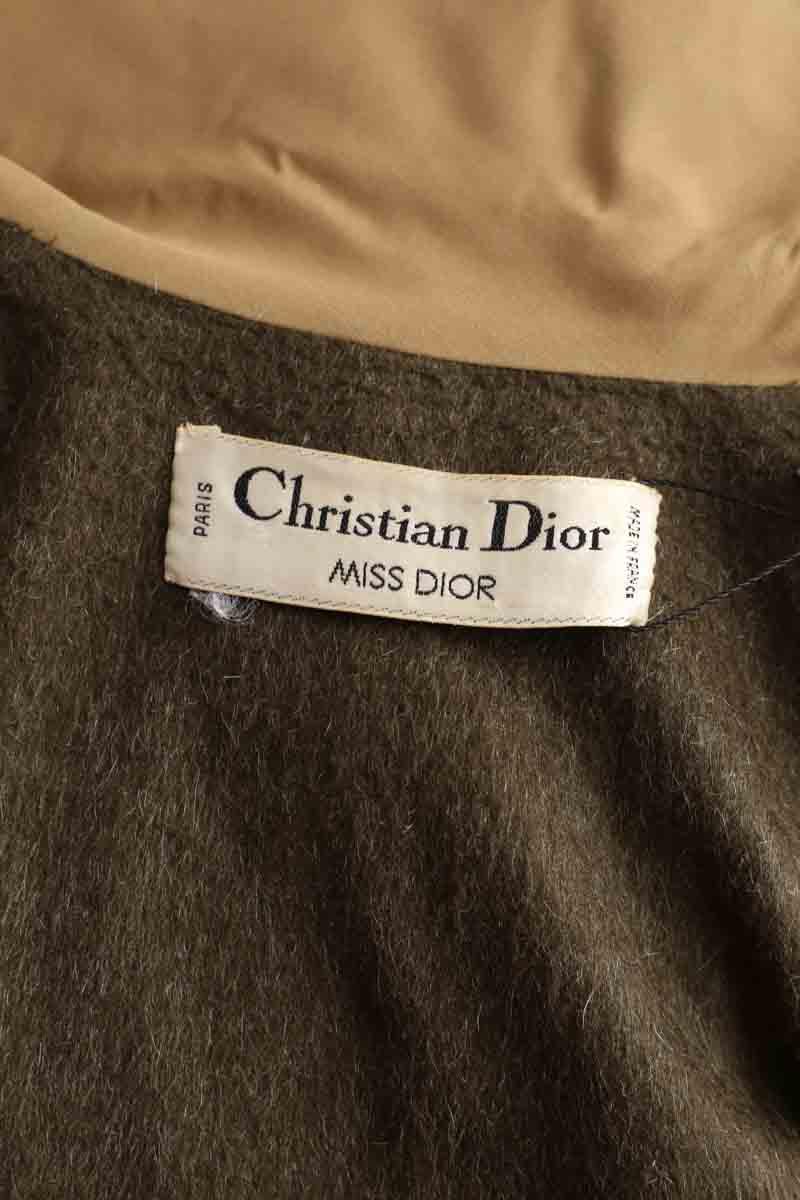 PARIS
Christian Dior
MISS DIOR
MADE IN FRANCE